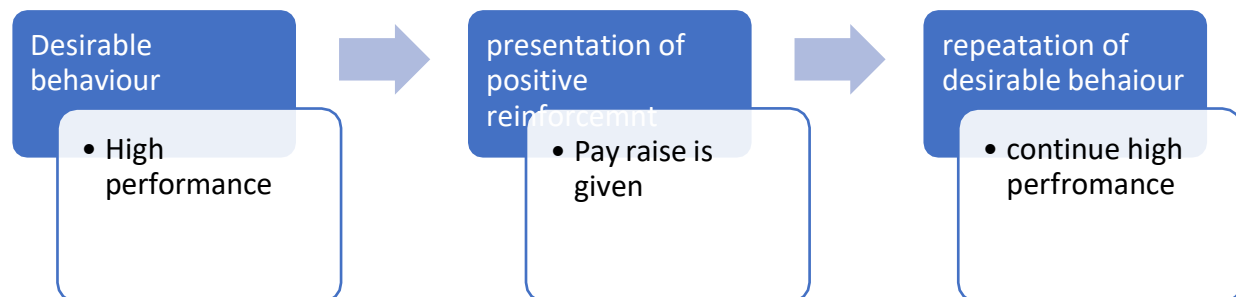 Desirable
behaviour
• High
performance
presentation of
positive
reinforcemnt
• Pay raise is
given
repeatation of
desirable behaiour
• continue high
perfromance